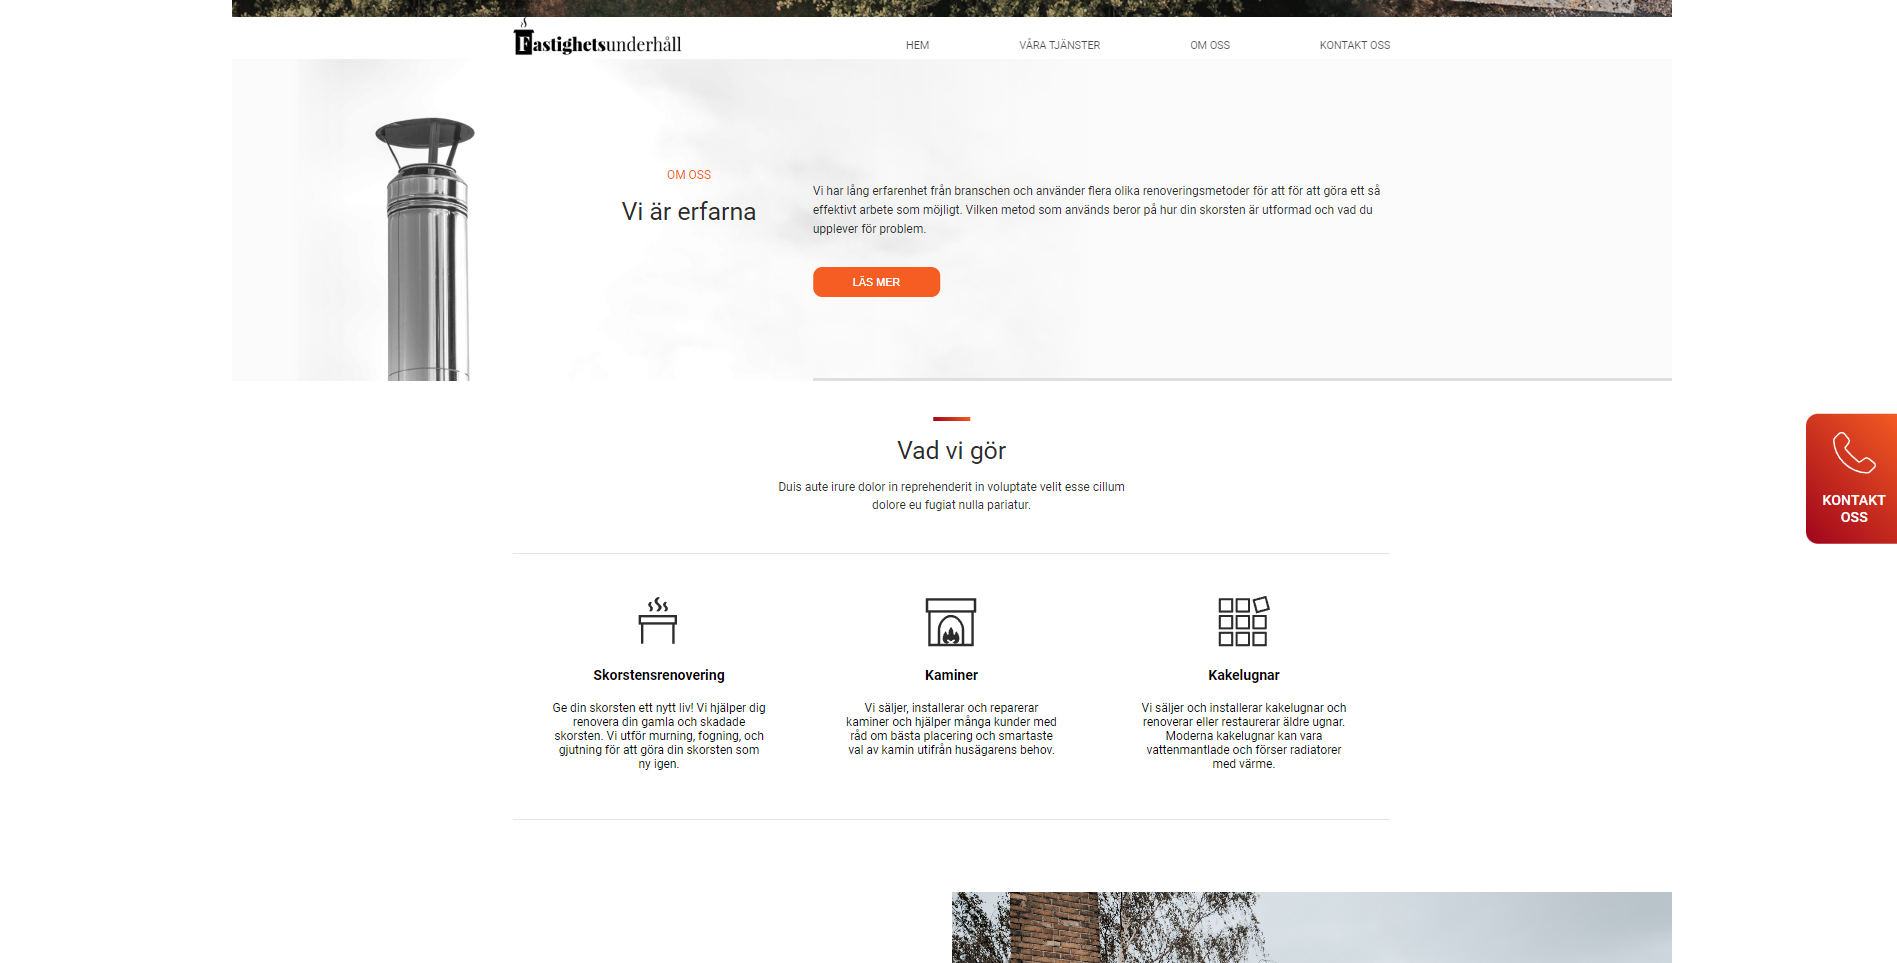 Fastighetsunderhåll
HEM
VÅRA TJÄNSTER
OM OSS
KONTAKT OSS
OM OSS
Vi är erfarna
Vi har lång erfarenhet från branschen och använder flera olika renoveringsmetoder för att för att göra ett så
effektivt arbete som möjligt. Vilken metod som används beror på hur din skorsten är utformad och vad du
upplever för problem.
LÄS MER
Vad vi gör
Duis aute irure dolor in reprehenderit in voluptate velit esse cillum
dolore eu fugiat nulla pariatur.
KONTAKT
OSS
Skorstensrenovering
Ge din skorsten ett nytt liv! Vi hjälper dig
renovera din gamla och skadade
skorsten. Vi utför murning, fogning, och
gjutning för att göra din skorsten som
ny igen.
Kaminer
Vi säljer, installerar och reparerar
kaminer och hjälper många kunder med
råd om bästa placering och smartaste
val av kamin utifrån husägarens behov.
Kakelugnar
Vi säljer och installerar kakelugnar och
renoverar eller restaurerar äldre ugnar.
Moderna kakelugnar kan vara
vattenmantlade och förser radiatorer
med värme.